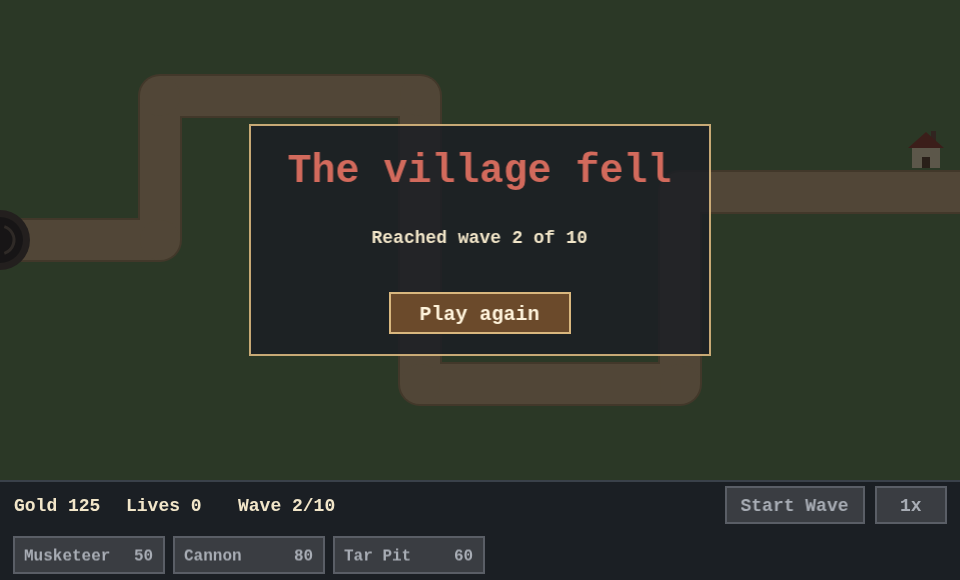 The village fell
Reached wave 2 of 10
Play again
Gold 125 Lives 0 Wave 2/10 Start Wave 1x
Musketeer 50 Cannon 80 Tar Pit 60